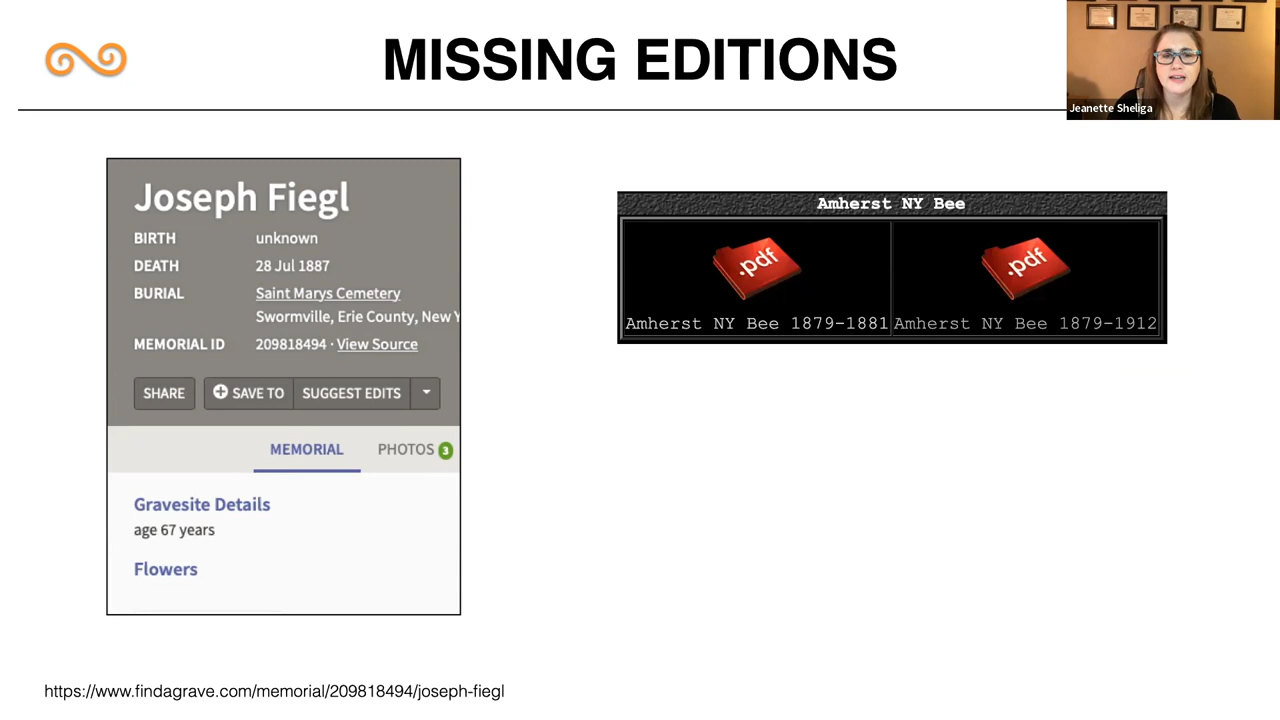 MISSING EDITIONS
Jeanette Sheliga
Joseph Fiegl
BIRTH unknown
DEATH 28 Jul 1887
BURIAL Saint Marys Cemetery
Swormville, Erie County, New Y
MEMORIAL ID 209818494 · View Source
SHARE SAVE TO SUGGEST EDITS
MEMORIAL PHOTOS 3
Gravesite Details
age 67 years
Flowers
Amherst NY Bee
.pdf .pdf
Amherst NY Bee 1879-1881 Amherst NY Bee 1879-1912
https://www.findagrave.com/memorial/209818494/joseph-fiegl